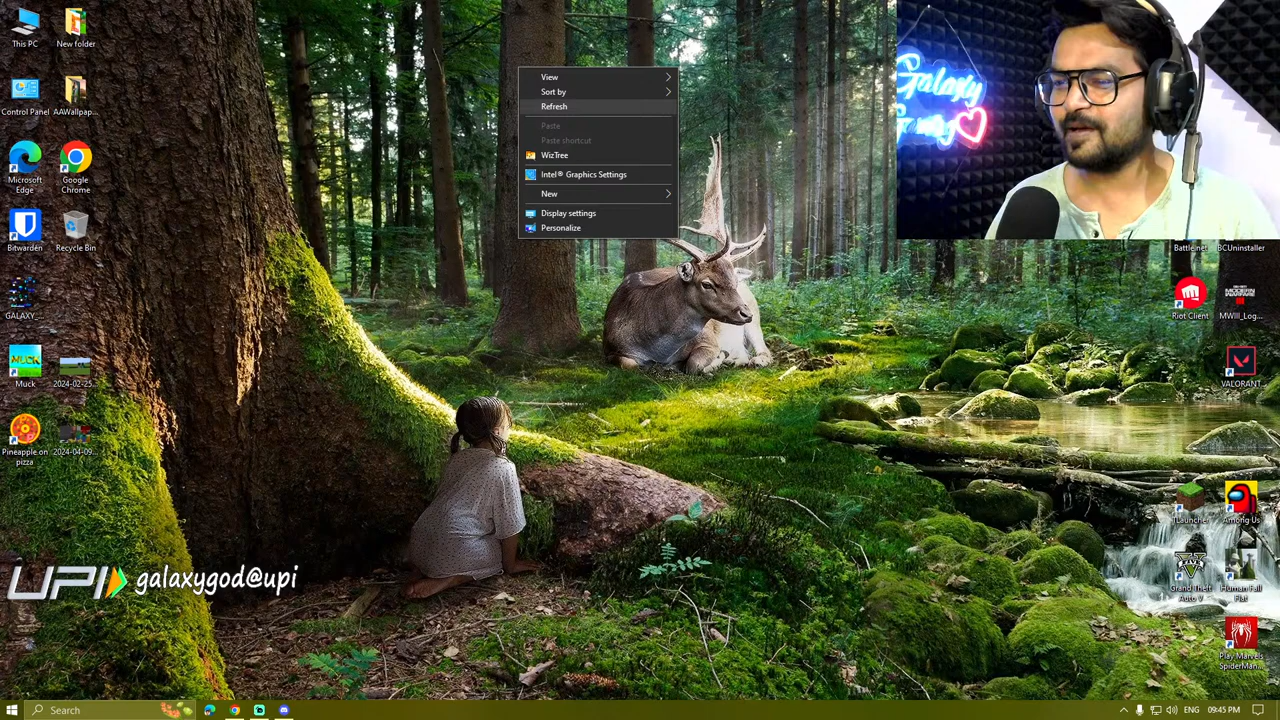 This PC
New folder
Control Panel
AAWallpap...
Microsoft
Edge
Google
Chrome
Bitwarden
Recycle Bin
GALAXY_
Muck
2024-02-25...
Pineapple on
pizza
2024-04-09...
View
Sort by
Refresh
Paste
Paste shortcut
WizTree
Intel® Graphics Settings
New
Display settings
Personalize
Galaxy
Battle.net
BCUninstaller
Riot Client
MWIII_Log...
VALORANT
TLauncher
Among Us
Grand Theft
Auto V
Human Fall
Flat
Play Marvels
SpiderMan...
UPI galaxygod@upi
Search
ENG
09:45 PM